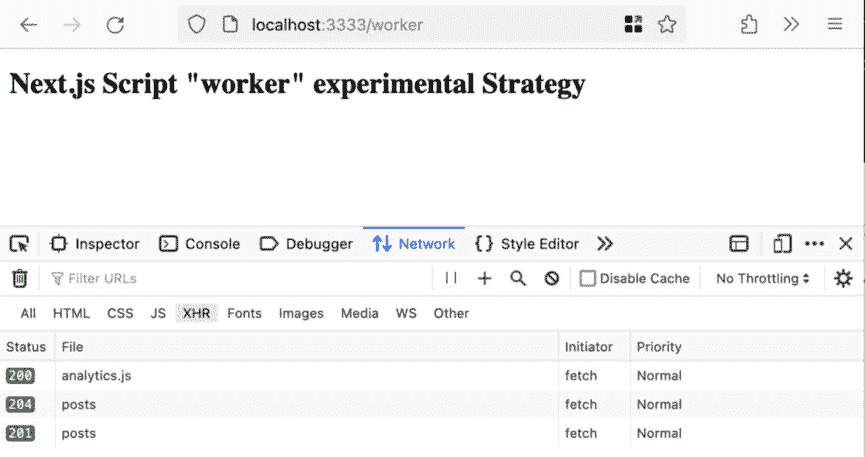 localhost:3333/worker
Next.js Script "worker" experimental Strategy
Inspector Console Debugger Network Style Editor
Filter URLs Disable Cache No Throttling
All HTML CSS JS XHR Fonts Images Media WS Other
Status File Initiator Priority
200 analytics.js fetch Normal
204 posts fetch Normal
201 posts fetch Normal